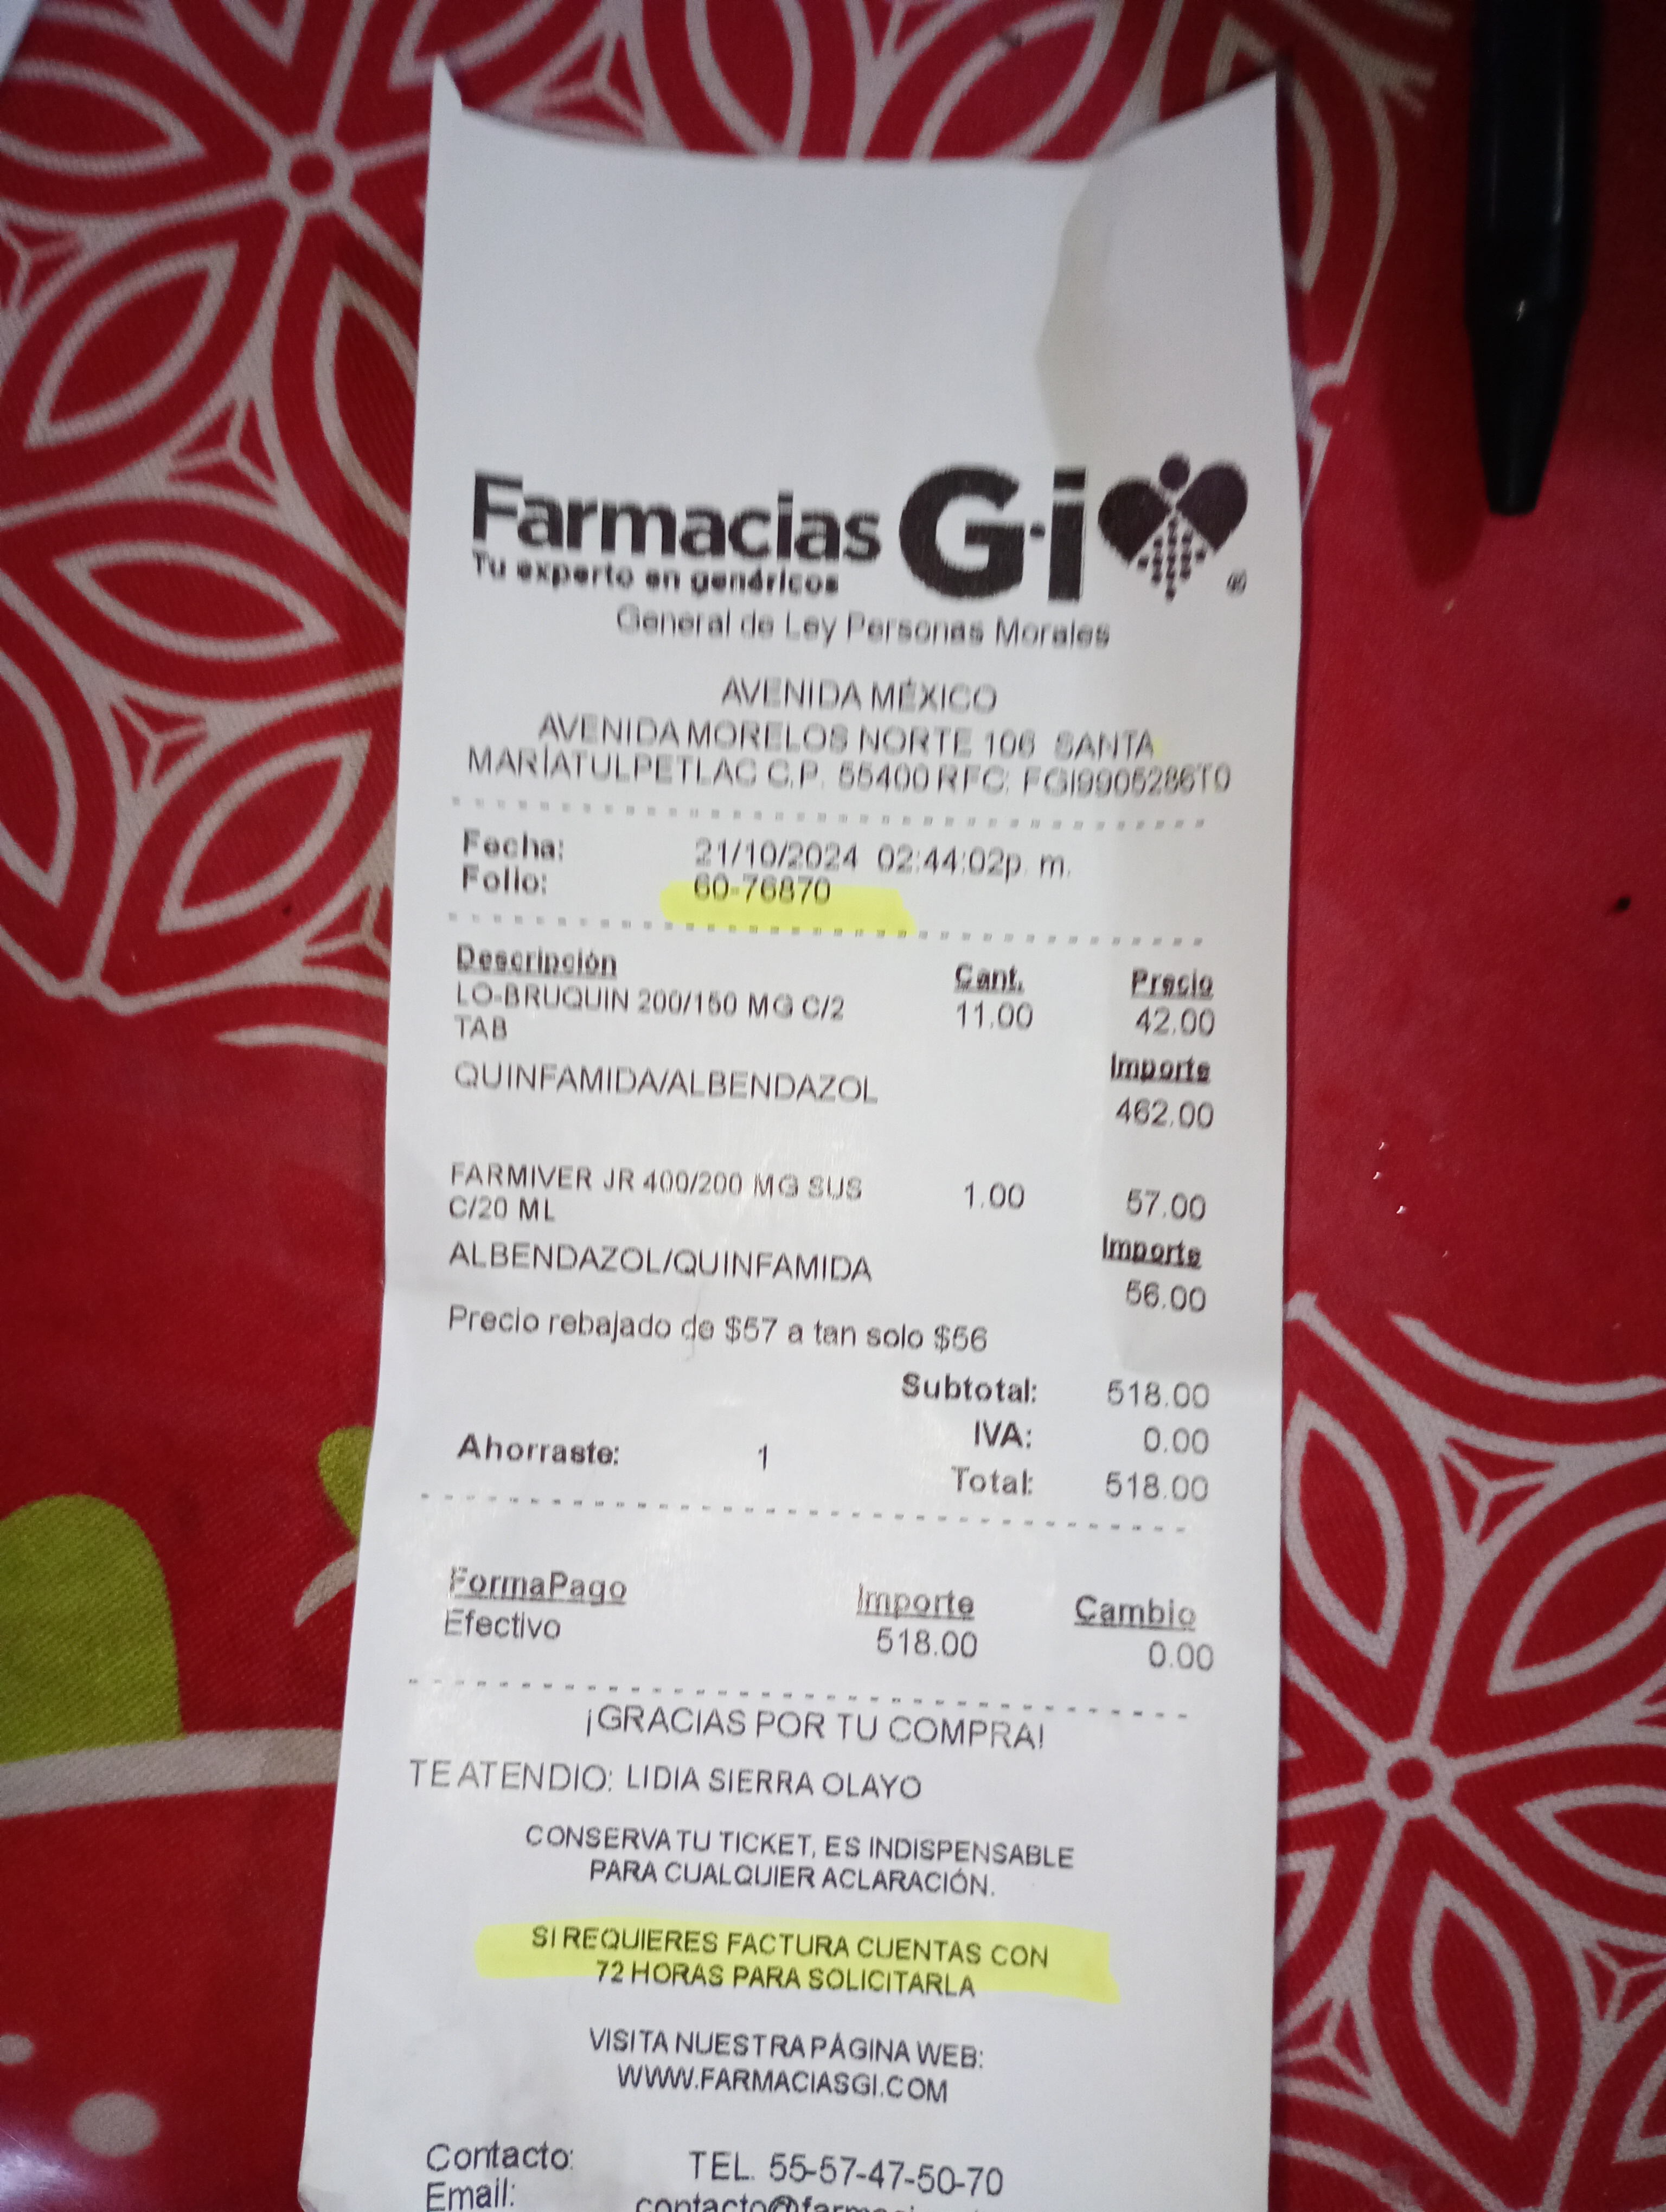 Farmacias G·i
Tu experto en genéricos
General de Ley Personas Morales
AVENIDA MÉXICO
AVENIDA MORELOS NORTE 106 SANTA
MARÍATULPETLAC C.P. 55400 RFC: FGI9905286T0
Fecha: 21/10/2024 02:44:02p. m.
Folio: 60-76870
Descripción Cant. Precio
LO-BRUQUIN 200/150 MG C/2 11.00 42.00
TAB
Importe
QUINFAMIDA/ALBENDAZOL 462.00
FARMIVER JR 400/200 MG SUS 1.00 57.00
C/20 ML
Importe
ALBENDAZOL/QUINFAMIDA 56.00
Precio rebajado de $57 a tan solo $56
Subtotal: 518.00
IVA: 0.00
Ahorraste: 1
Total: 518.00
FormaPago Importe Cambio
Efectivo 518.00 0.00
¡GRACIAS POR TU COMPRA!
TE ATENDIO: LIDIA SIERRA OLAYO
CONSERVA TU TICKET, ES INDISPENSABLE
PARA CUALQUIER ACLARACIÓN.
SI REQUIERES FACTURA CUENTAS CON
72 HORAS PARA SOLICITARLA
VISITA NUESTRA PÁGINA WEB:
WWW.FARMACIASGI.COM
Contacto: TEL. 55-57-47-50-70
Email: